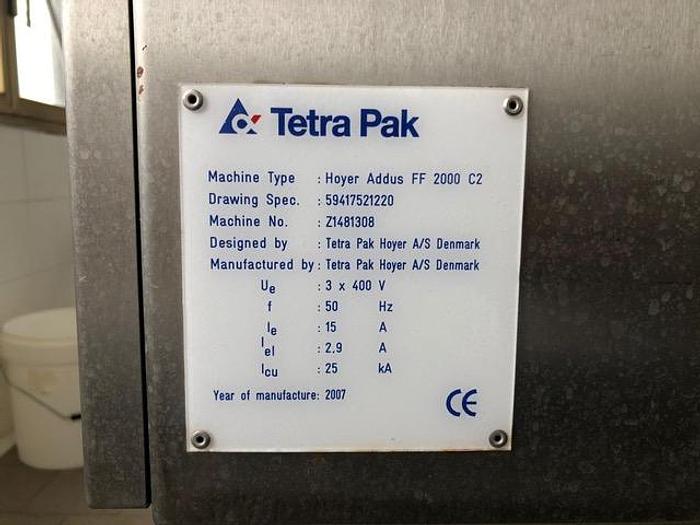 Tetra Pak
Machine Type : Hoyer Addus FF 2000 C2
Drawing Spec. : 59417521220
Machine No. : Z1481308
Designed by : Tetra Pak Hoyer A/S Denmark
Manufactured by : Tetra Pak Hoyer A/S Denmark
Ue : 3 x 400 V
f : 50 Hz
Ie : 15 A
Iel : 2,9 A
Icu : 25 kA
Year of manufacture: 2007
CE